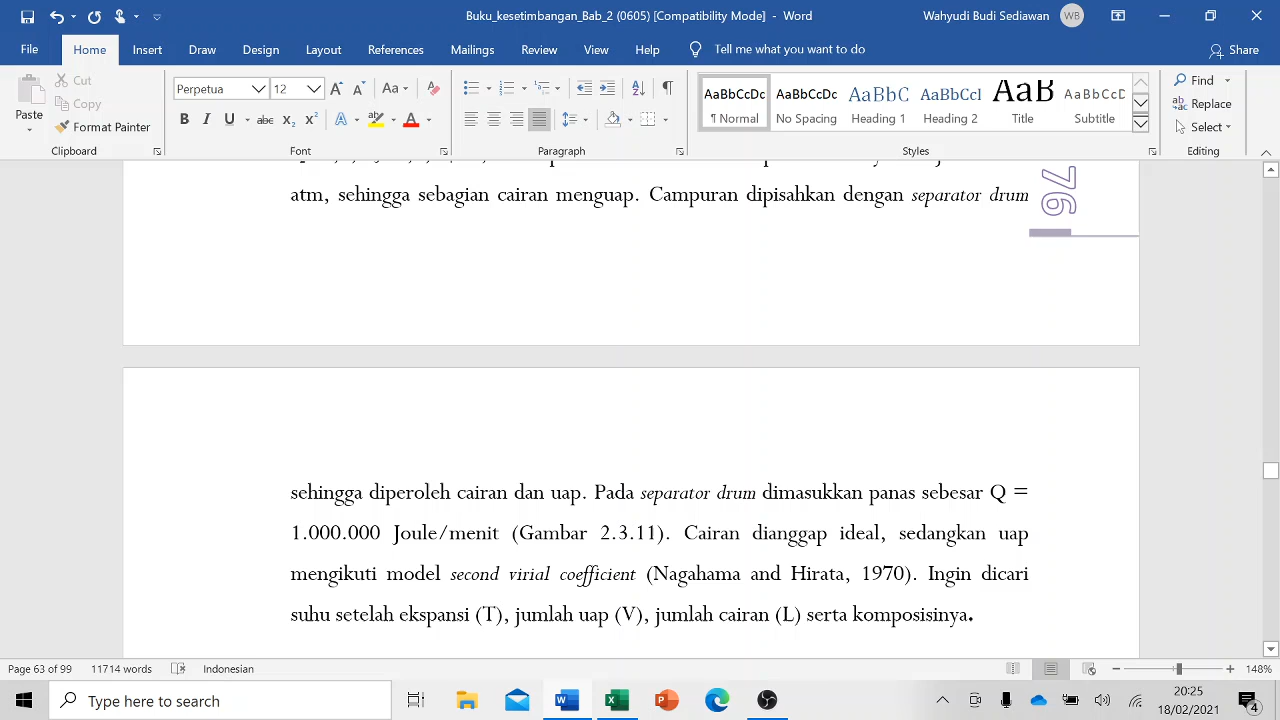 Buku_kesetimbangan_Bab_2 (0605) [Compatibility Mode] - Word
Wahyudi Budi Sediawan WB
File Home Insert Draw Design Layout References Mailings Review View Help Tell me what you want to do Share
Paste Cut Copy Format Painter
Perpetua 12
AaBbCcDc AaBbCcDc AaBbC AaBbCcl AaB AaBbCcD
¶ Normal No Spacing Heading 1 Heading 2 Title Subtitle
Find Replace Select
Clipboard Font Paragraph Styles Editing
atm, sehingga sebagian cairan menguap. Campuran dipisahkan dengan separator drum
76
sehingga diperoleh cairan dan uap. Pada separator drum dimasukkan panas sebesar Q =
1.000.000 Joule/menit (Gambar 2.3.11). Cairan dianggap ideal, sedangkan uap
mengikuti model second virial coefficient (Nagahama and Hirata, 1970). Ingin dicari
suhu setelah ekspansi (T), jumlah uap (V), jumlah cairan (L) serta komposisinya.
Page 63 of 99 11714 words Indonesian 148%
Type here to search
20:25
18/02/2021
4